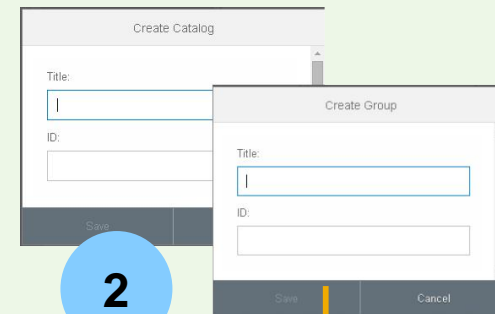 Create Catalog
Title:
ID:
Save
Create Group
Title:
ID:
Save
Cancel
2